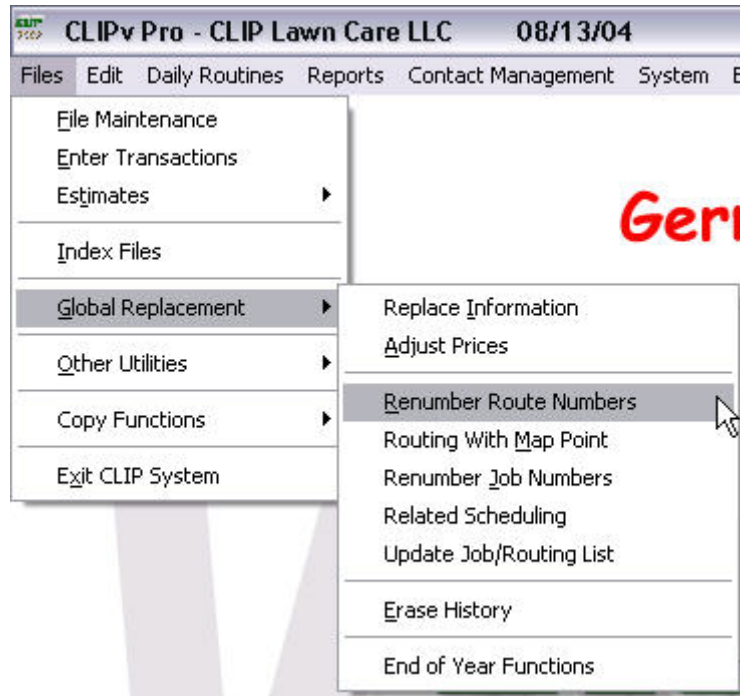 CLIPv Pro - CLIP Lawn Care LLC 08/13/04
Files Edit Daily Routines Reports Contact Management System
File Maintenance
Enter Transactions
Estimates
Index Files
Global Replacement
Other Utilities
Copy Functions
Exit CLIP System
Replace Information
Adjust Prices
Renumber Route Numbers
Routing With Map Point
Renumber Job Numbers
Related Scheduling
Update Job/Routing List
Erase History
End of Year Functions